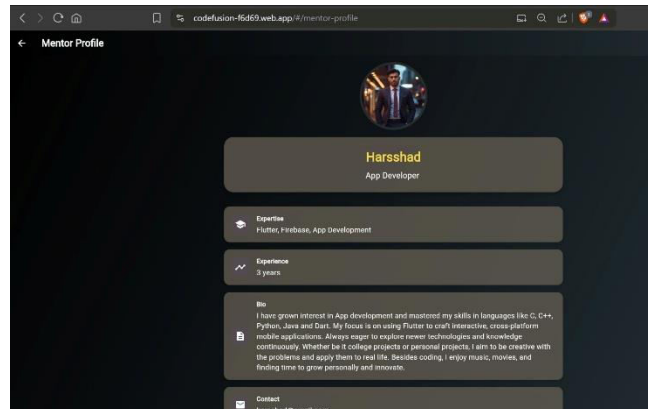 codefusion-f6d69.web.app/#/mentor-profile
Mentor Profile
Harsshad
App Developer
Expertise
Flutter, Firebase, App Development
Experience
3 years
Bio
I have grown interest in App development and mastered my skills in languages like C, C++,
Python, Java and Dart. My focus is on using Flutter to craft interactive, cross-platform
mobile applications. Always eager to explore newer technologies and knowledge
continuously. Whether be it college projects or personal projects, I aim to be creative with
the problems and apply them to real life. Besides coding, I enjoy music, movies, and
finding time to grow personally and innovate.
Contact